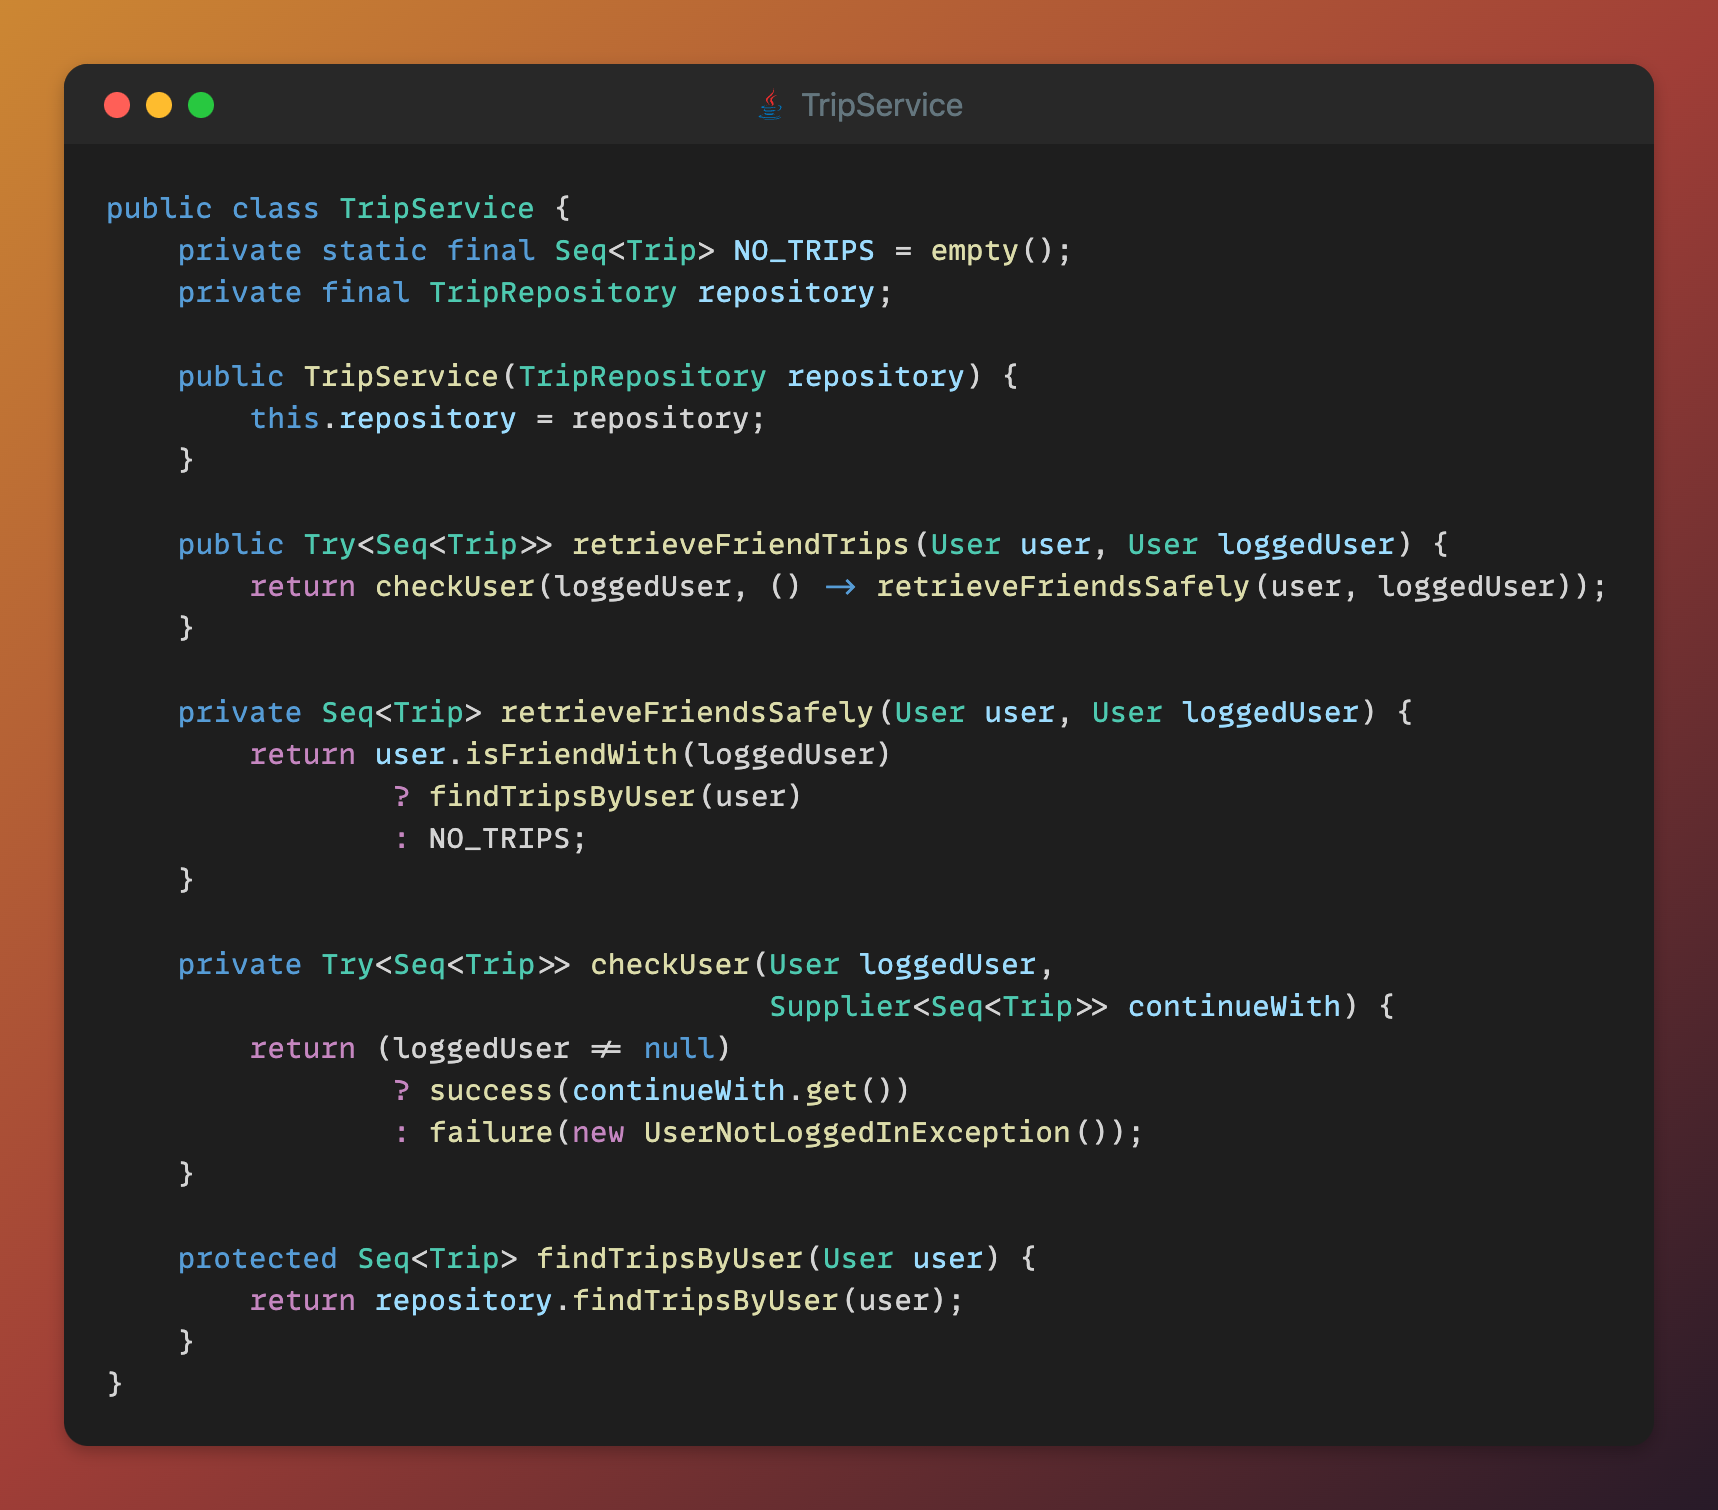 TripService
public class TripService {
    private static final Seq<Trip> NO_TRIPS = empty();
    private final TripRepository repository;

    public TripService(TripRepository repository) {
        this.repository = repository;
    }

    public Try<Seq<Trip>> retrieveFriendTrips(User user, User loggedUser) {
        return checkUser(loggedUser, () -> retrieveFriendsSafely(user, loggedUser));
    }

    private Seq<Trip> retrieveFriendsSafely(User user, User loggedUser) {
        return user.isFriendWith(loggedUser)
                ? findTripsByUser(user)
                : NO_TRIPS;
    }

    private Try<Seq<Trip>> checkUser(User loggedUser,
                                     Supplier<Seq<Trip>> continueWith) {
        return (loggedUser != null)
                ? success(continueWith.get())
                : failure(new UserNotLoggedInException());
    }

    protected Seq<Trip> findTripsByUser(User user) {
        return repository.findTripsByUser(user);
    }
}